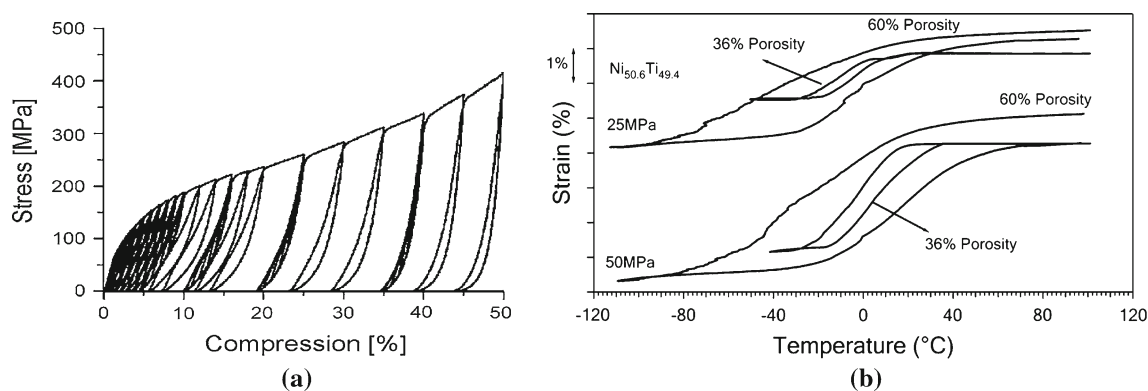 500
400
300
200
100
0
Stress [MPa]
0 10 20 30 40 50
Compression [%]
(a)
60% Porosity
36% Porosity
1%
Ni50.6Ti49.4
25MPa
60% Porosity
36% Porosity
50MPa
Strain (%)
-120 -80 -40 0 40 80 120
Temperature (°C)
(b)